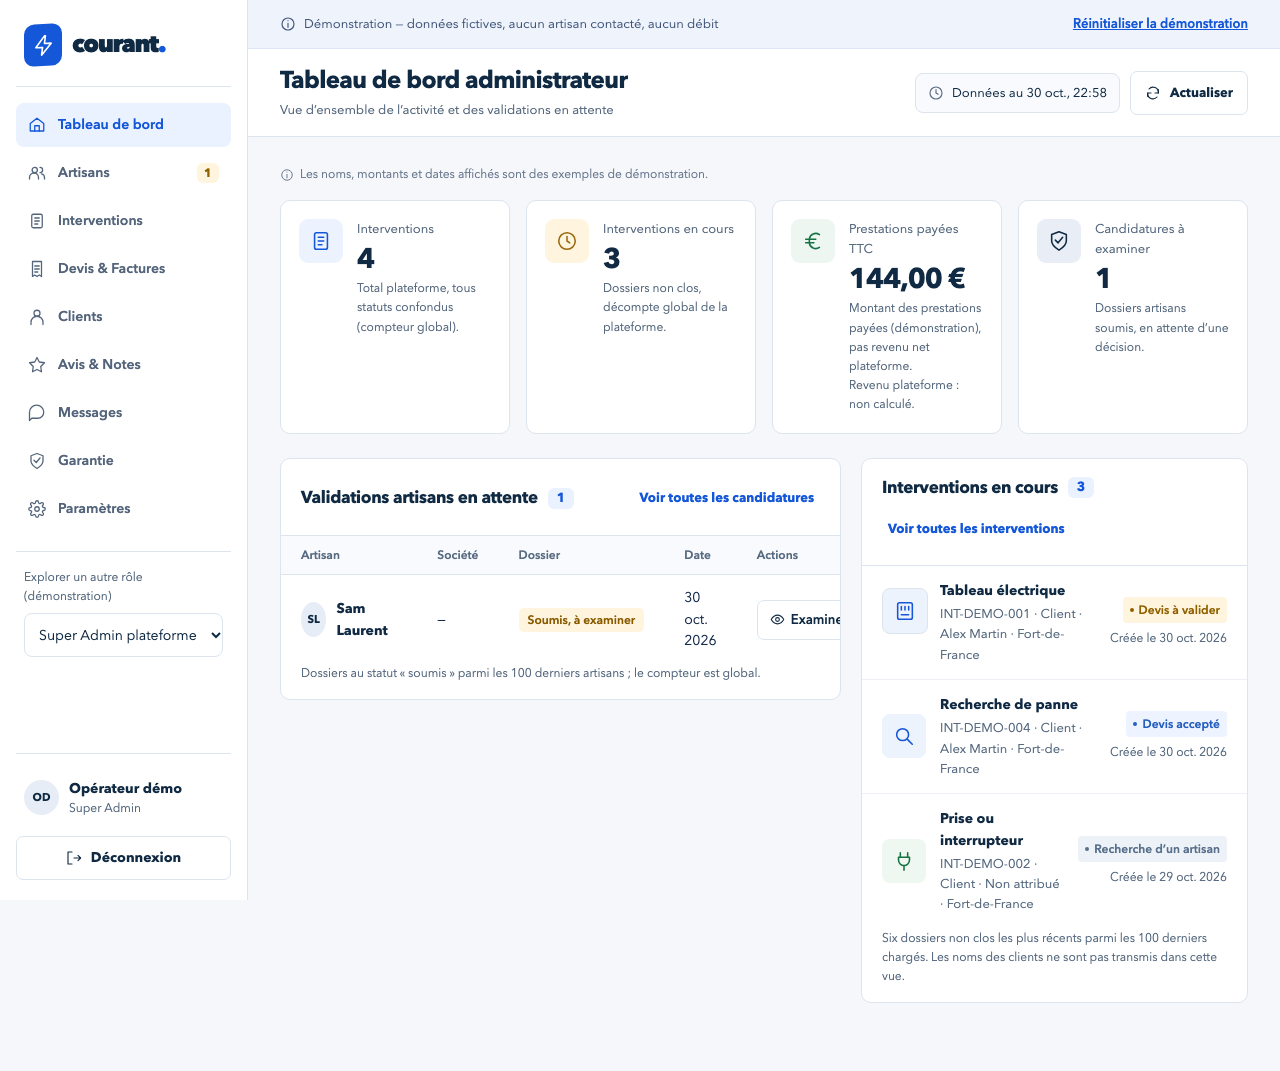 courant.
Démonstration — données fictives, aucun artisan contacté, aucun débit
Réinitialiser la démonstration
Tableau de bord administrateur
Vue d’ensemble de l’activité et des validations en attente
Données au 30 oct., 22:58
Actualiser
Tableau de bord
Artisans
1
Interventions
Devis & Factures
Clients
Avis & Notes
Messages
Garantie
Paramètres
Explorer un autre rôle
(démonstration)
Super Admin plateforme
OD
Opérateur démo
Super Admin
Déconnexion
Les noms, montants et dates affichés sont des exemples de démonstration.
Interventions
4
Total plateforme, tous
statuts confondus
(compteur global).
Interventions en cours
3
Dossiers non clos,
décompte global de la
plateforme.
Prestations payées
TTC
144,00 €
Montant des prestations
payées (démonstration),
pas revenu net
plateforme.
Revenu plateforme :
non calculé.
Candidatures à
examiner
1
Dossiers artisans
soumis, en attente d’une
décision.
Validations artisans en attente
1
Voir toutes les candidatures
Artisan
Société
Dossier
Date
Actions
SL
Sam
Laurent
—
Soumis, à examiner
30
oct.
2026
Examine
Dossiers au statut « soumis » parmi les 100 derniers artisans ; le compteur est global.
Interventions en cours
3
Voir toutes les interventions
Tableau électrique
INT-DEMO-001 · Client ·
Alex Martin · Fort-de-
France
• Devis à valider
Créée le 30 oct. 2026
Recherche de panne
INT-DEMO-004 · Client ·
Alex Martin · Fort-de-
France
• Devis accepté
Créée le 30 oct. 2026
Prise ou
interrupteur
INT-DEMO-002 ·
Client · Non attribué
· Fort-de-France
• Recherche d’un artisan
Créée le 29 oct. 2026
Six dossiers non clos les plus récents parmi les 100 derniers
chargés. Les noms des clients ne sont pas transmis dans cette
vue.